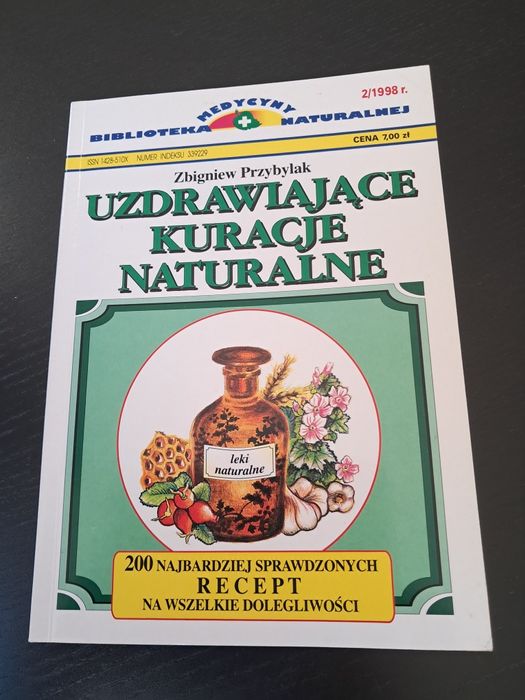 2/1998 r.
MEDYCYNY
BIBLIOTEKA NATURALNEJ
CENA 7,00 zł
ISSN 1428-510X NUMER INDEKSU 339229
Zbigniew Przybylak
UZDRAWIAJĄCE
KURACJE
NATURALNE
leki
naturalne
200 NAJBARDZIEJ SPRAWDZONYCH
RECEPT
NA WSZELKIE DOLEGLIWOŚCI